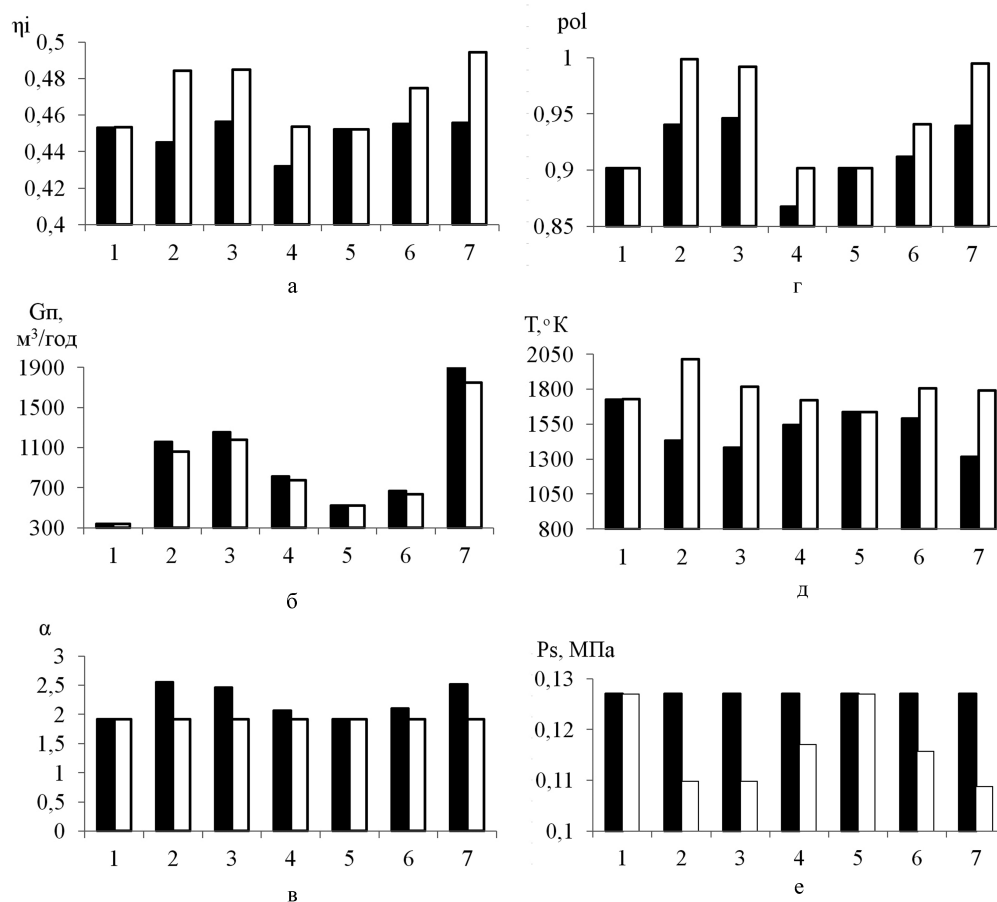 ηi
0,5
0,48
0,46
0,44
0,42
0,4
1 2 3 4 5 6 7
а
pol
1
0,95
0,9
0,85
1 2 3 4 5 6 7
г
Gп,
м³/год
1900
1500
1100
700
300
1 2 3 4 5 6 7
б
T,° К
2050
1800
1550
1300
1050
800
1 2 3 4 5 6 7
д
α
3
2,5
2
1,5
1
0,5
0
1 2 3 4 5 6 7
в
Ps, МПа
0,13
0,12
0,11
0,1
1 2 3 4 5 6 7
е